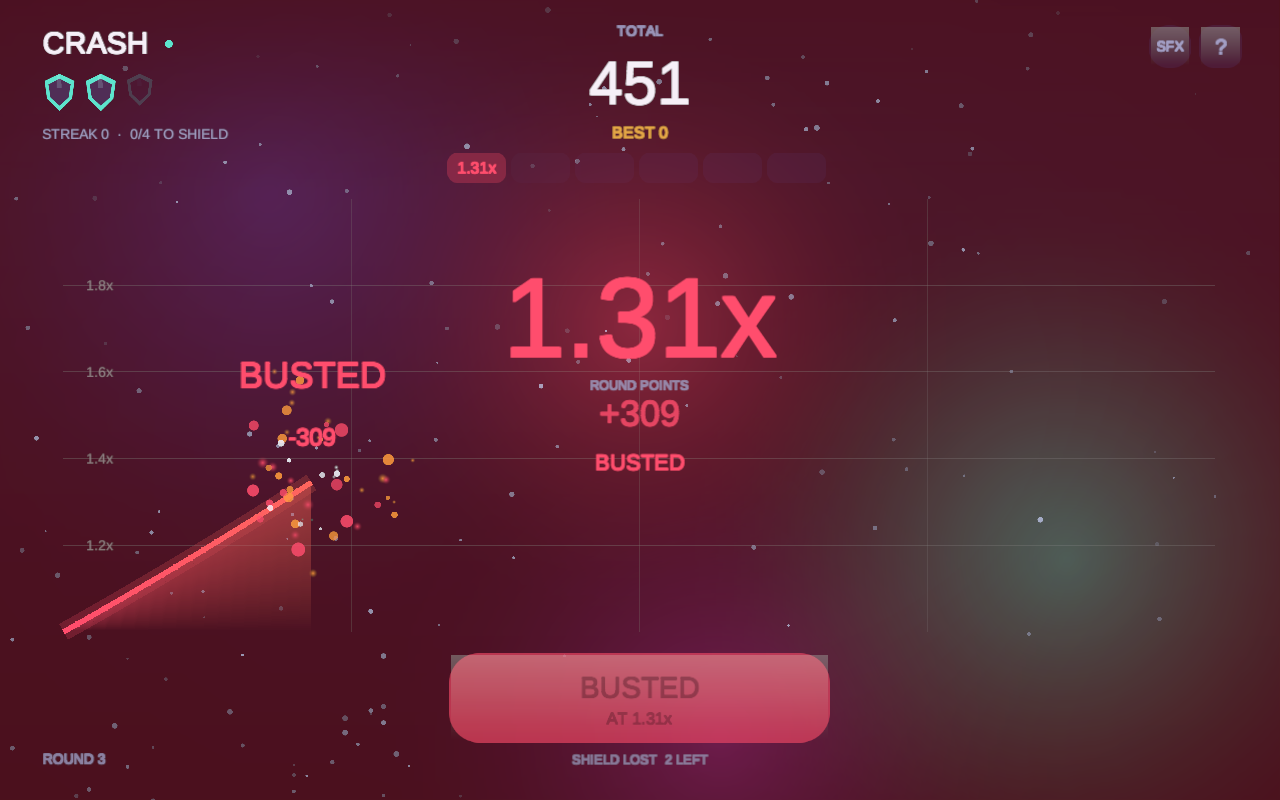 CRASH
STREAK 0 · 0/4 TO SHIELD
TOTAL
451
BEST 0
SFX
?
1.31x
1.8x
1.6x
1.4x
1.2x
BUSTED
-309
1.31x
ROUND POINTS
+309
BUSTED
BUSTED
AT 1.31x
ROUND 3
SHIELD LOST 2 LEFT